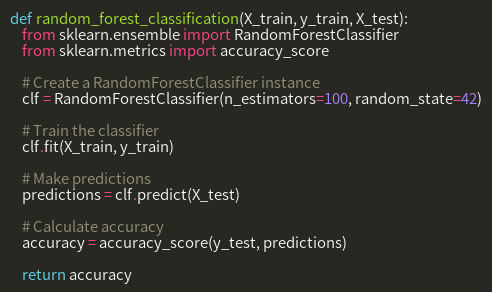 def random_forest_classification(X_train, y_train, X_test):
    from sklearn.ensemble import RandomForestClassifier
    from sklearn.metrics import accuracy_score

    # Create a RandomForestClassifier instance
    clf = RandomForestClassifier(n_estimators=100, random_state=42)

    # Train the classifier
    clf.fit(X_train, y_train)

    # Make predictions
    predictions = clf.predict(X_test)

    # Calculate accuracy
    accuracy = accuracy_score(y_test, predictions)

    return accuracy